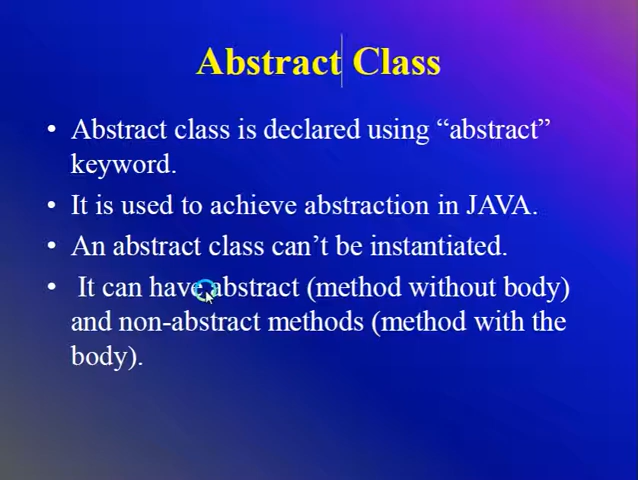 Abstract Class
• Abstract class is declared using “abstract”
keyword.
• It is used to achieve abstraction in JAVA.
• An abstract class can’t be instantiated.
• It can have abstract (method without body)
and non-abstract methods (method with the
body).